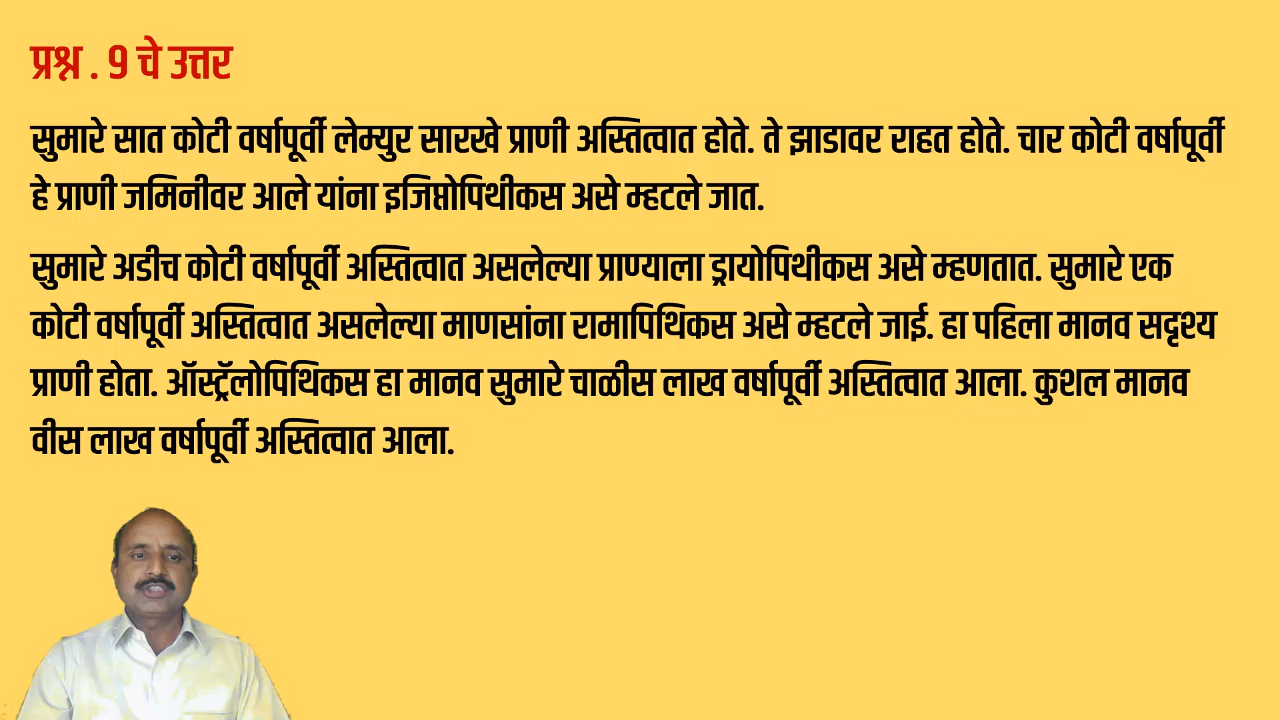 प्रश्न . 9 चे उत्तर
सुमारे सात कोटी वर्षापूर्वी लेम्युर सारखे प्राणी अस्तित्वात होते. ते झाडावर राहत होते. चार कोटी वर्षापूर्वी
हे प्राणी जमिनीवर आले यांना इजिप्तोपिथीकस असे म्हटले जात.
सुमारे अडीच कोटी वर्षापूर्वी अस्तित्वात असलेल्या प्राण्याला ड्रायोपिथीकस असे म्हणतात. सुमारे एक
कोटी वर्षापूर्वी अस्तित्वात असलेल्या माणसांना रामापिथिकस असे म्हटले जाई. हा पहिला मानव सदृश्य
प्राणी होता. ऑस्ट्रॅलोपिथिकस हा मानव सुमारे चाळीस लाख वर्षापूर्वी अस्तित्वात आला. कुशल मानव
वीस लाख वर्षापूर्वी अस्तित्वात आला.